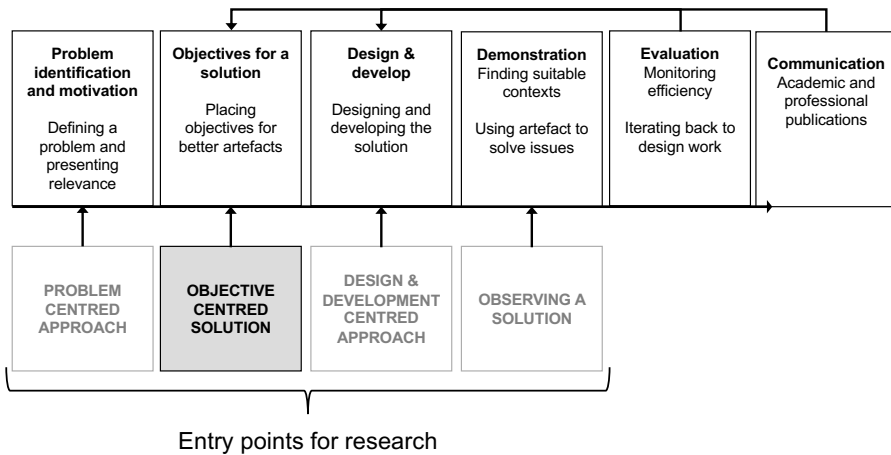 Problem
identification
and motivation
Defining a
problem and
presenting
relevance
Objectives for a
solution
Placing
objectives for
better artefacts
Design &
develop
Designing and
developing the
solution
Demonstration
Finding suitable
contexts
Using artefact to
solve issues
Evaluation
Monitoring
efficiency
Iterating back to
design work
Communication
Academic and
professional
publications
PROBLEM
CENTRED
APPROACH
OBJECTIVE
CENTRED
SOLUTION
DESIGN &
DEVELOPMENT
CENTRED
APPROACH
OBSERVING A
SOLUTION
Entry points for research